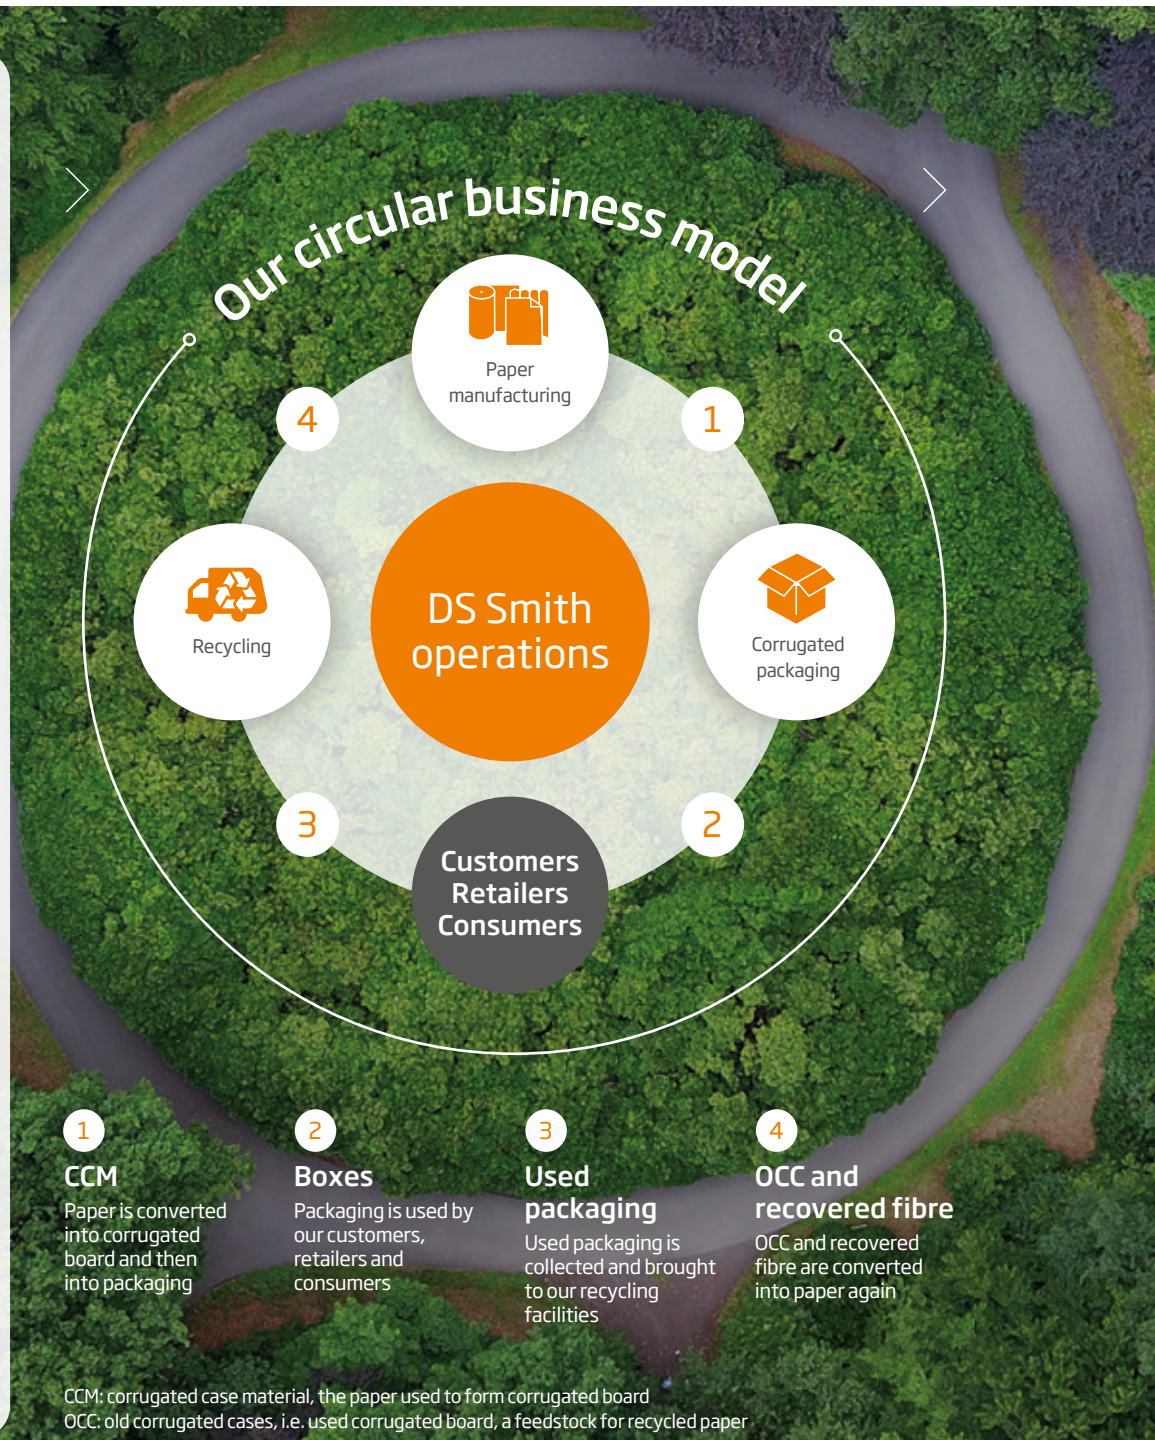 Our circular business model
Paper
manufacturing
4
1
DS Smith
operations
Recycling
Corrugated
packaging
3
2
Customers
Retailers
Consumers
1
CCM
Paper is converted
into corrugated
board and then
into packaging
2
Boxes
Packaging is used by
our customers,
retailers and
consumers
3
Used
packaging
Used packaging is
collected and brought
to our recycling
facilities
4
OCC and
recovered fibre
OCC and recovered
fibre are converted
into paper again
CCM: corrugated case material, the paper used to form corrugated board
OCC: old corrugated cases, i.e. used corrugated board, a feedstock for recycled paper